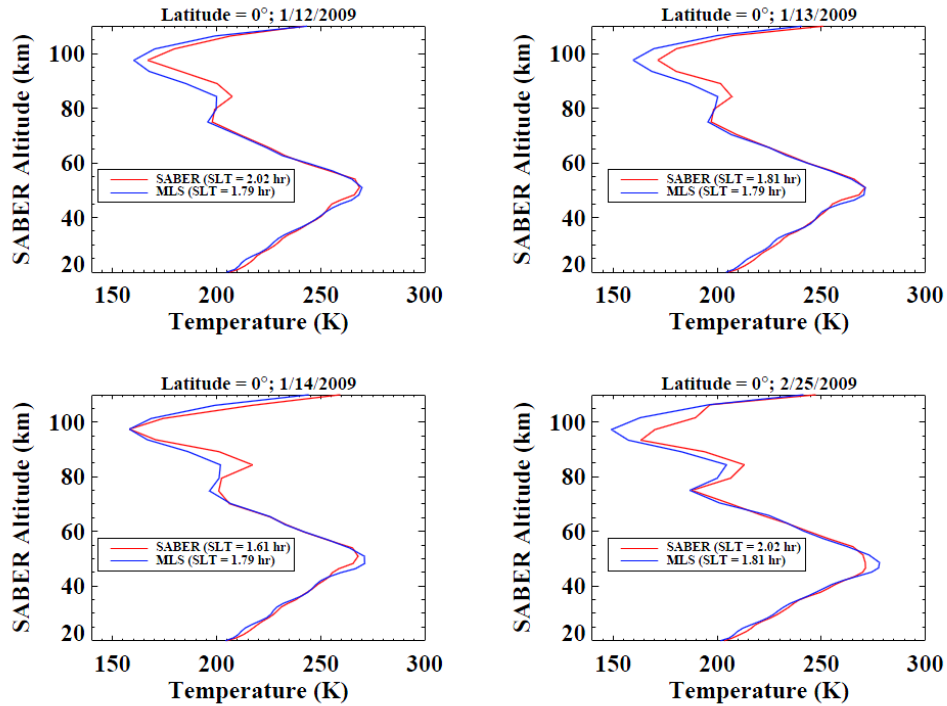 Latitude = 0°; 1/12/2009
SABER Altitude (km)
100
80
60
40
20
SABER (SLT = 2.02 hr)
MLS (SLT = 1.79 hr)
150 200 250 300
Temperature (K)
Latitude = 0°; 1/13/2009
SABER Altitude (km)
100
80
60
40
20
SABER (SLT = 1.81 hr)
MLS (SLT = 1.79 hr)
150 200 250 300
Temperature (K)
Latitude = 0°; 1/14/2009
SABER Altitude (km)
100
80
60
40
20
SABER (SLT = 1.61 hr)
MLS (SLT = 1.79 hr)
150 200 250 300
Temperature (K)
Latitude = 0°; 2/25/2009
SABER Altitude (km)
100
80
60
40
20
SABER (SLT = 2.02 hr)
MLS (SLT = 1.81 hr)
150 200 250 300
Temperature (K)